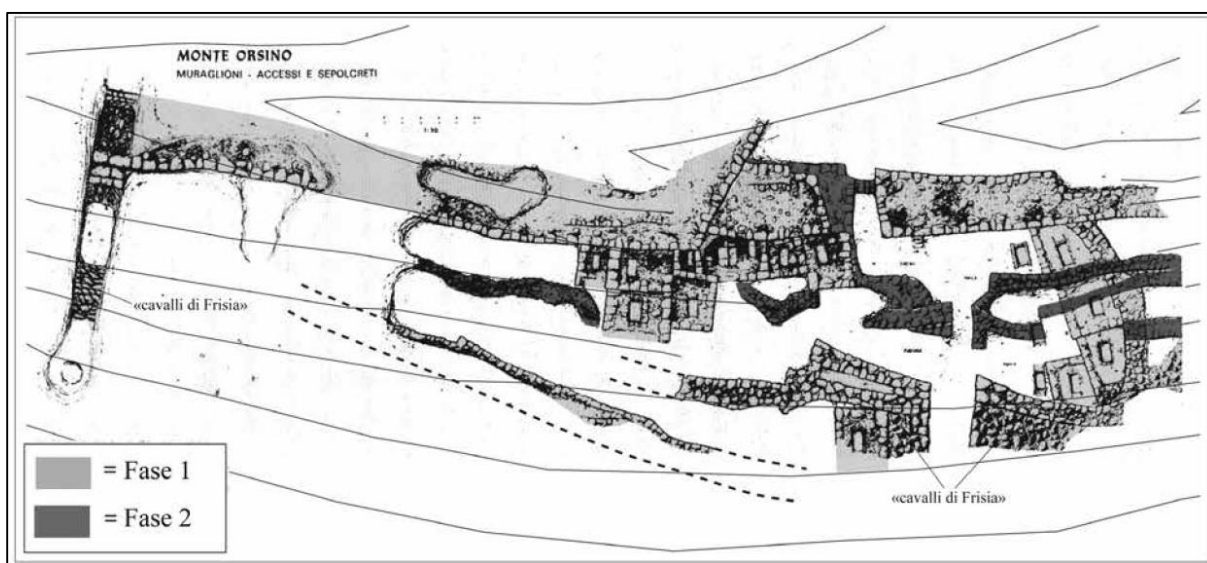 MONTE ORSINO
MURAGLIONI - ACCESSI E SEPOLCRETI
«cavalli di Frisia»
= Fase 1
= Fase 2
«cavalli di Frisia»